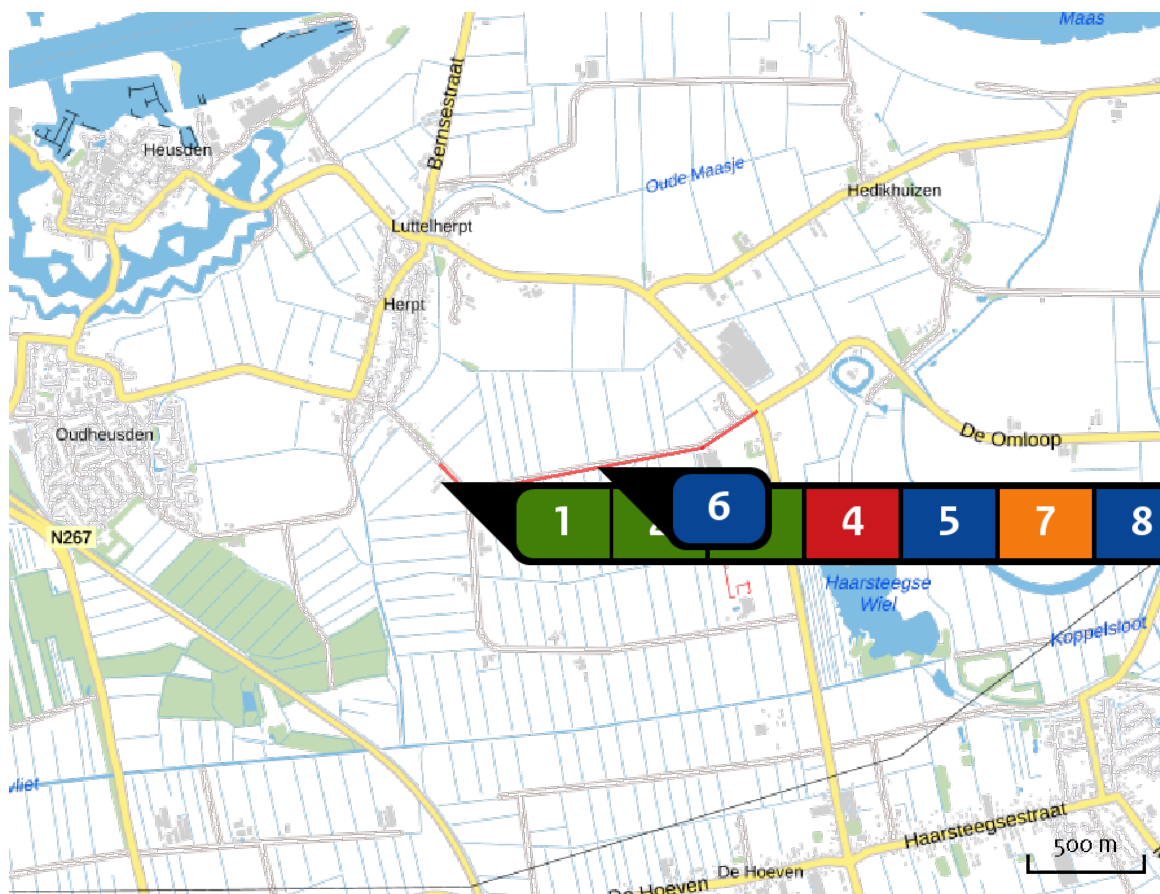 Maas
Heusden
Bernsestraat
Oude Maasje
Hedikhuizen
Luttelherpt
Herpt
Oudheusden
De Omloop
N267
1
6
4
5
7
8
Haarsteegse
Wiel
Koppelsloot
vliet
Haarsteegsestraat
De Hoeven
De Hoeven
500 m